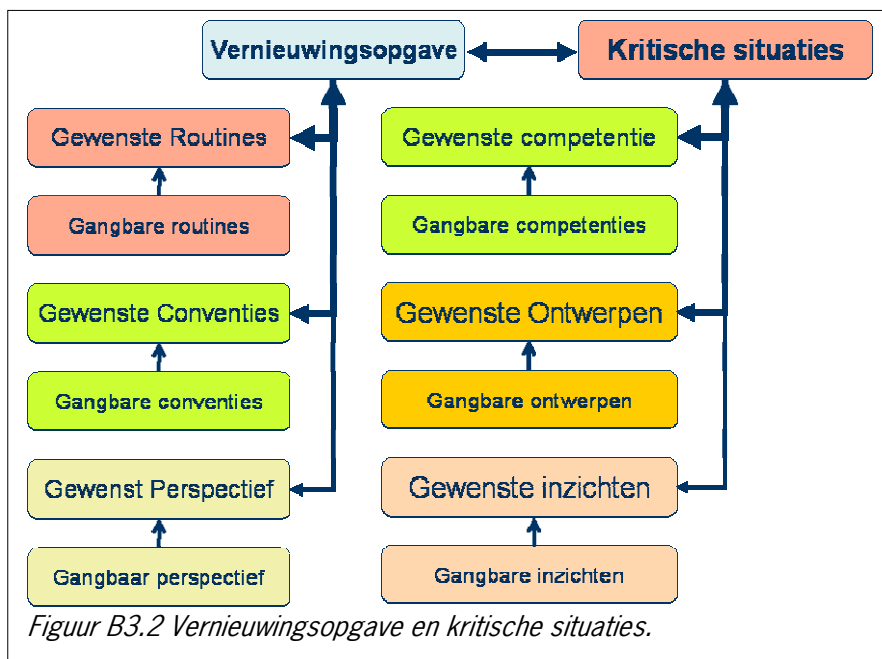 Vernieuwingsopgave
Kritische situaties
Gewenste Routines
Gewenste competentie
Gangbare routines
Gangbare competenties
Gewenste Conventies
Gewenste Ontwerpen
Gangbare conventies
Gangbare ontwerpen
Gewenst Perspectief
Gewenste inzichten
Gangbaar perspectief
Gangbare inzichten
Figuur B3.2 Vernieuwingsopgave en kritische situaties.